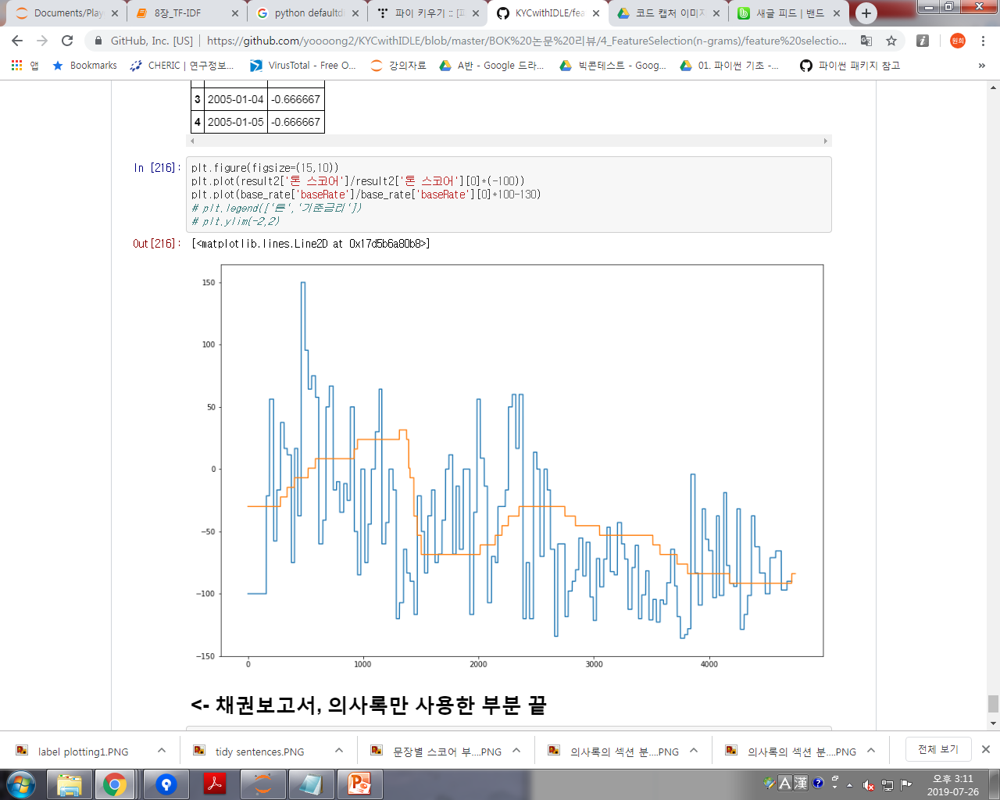 Documents/Play
8장_TF-IDF
python defaultdi
파이 키우기 :: [파
KYCwithIDLE/fea
코드 캡처 이미지
새글 피드 | 밴드
GitHub, Inc. [US] | https://github.com/yoooong2/KYCwithIDLE/blob/master/BOK%20논문%20리뷰/4_FeatureSelection(n-grams)/feature%20selectio...
원희
앱
Bookmarks
CHERIC | 연구정보...
VirusTotal - Free O...
강의자료
A반 - Google 드라...
빅콘테스트 - Goog...
01. 파이썬 기초 -...
파이썬 패키지 참고
»
3 2005-01-04 -0.666667
4 2005-01-05 -0.666667
In [216]:
plt.figure(figsize=(15,10))
plt.plot(result2['톤 스코어']/result2['톤 스코어'][0]*(-100))
plt.plot(base_rate['baseRate']/base_rate['baseRate'][0]*100-130)
# plt.legend(['톤','기준금리'])
# plt.ylim(-2,2)
Out[216]: [<matplotlib.lines.Line2D at 0x17d5b6a80b8>]
150
100
50
0
−50
−100
−150
0 1000 2000 3000 4000
<- 채권보고서, 의사록만 사용한 부분 끝
label plotting1.PNG
tidy sentences.PNG
문장별 스코어 부....PNG
의사록의 섹션 분....PNG
의사록의 섹션 분....PNG
전체 보기
A 漢
오후 3:11
2019-07-26